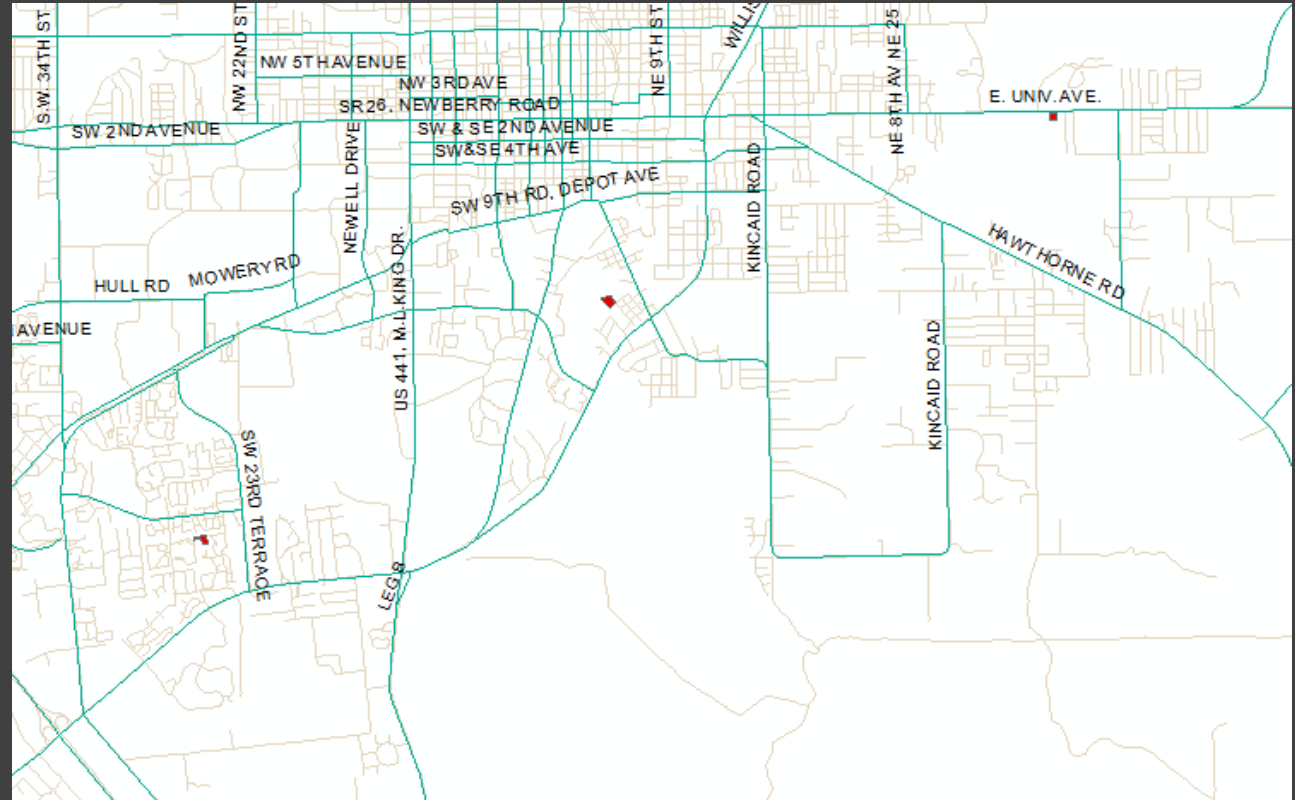 S.W. 34TH ST
NW 22ND ST
NE 9TH ST
WILLIS
NE 8TH AV NE 25
NW 5TH AVENUE
NW 3RD AVE
E. UNIV. AVE.
SR 26, NEWBERRY ROAD
SW 2ND AVENUE
SW & SE 2ND AVENUE
SW&SE 4TH AVE
NEWELL DRIVE
SW 9TH RD, DEPOT AVE
KINCAID ROAD
HAWTHORNE RD
MOWERY RD
HULL RD
US 441, M.L.KING DR.
AVENUE
KINCAID ROAD
SW 23RD TERRACE
LEG B